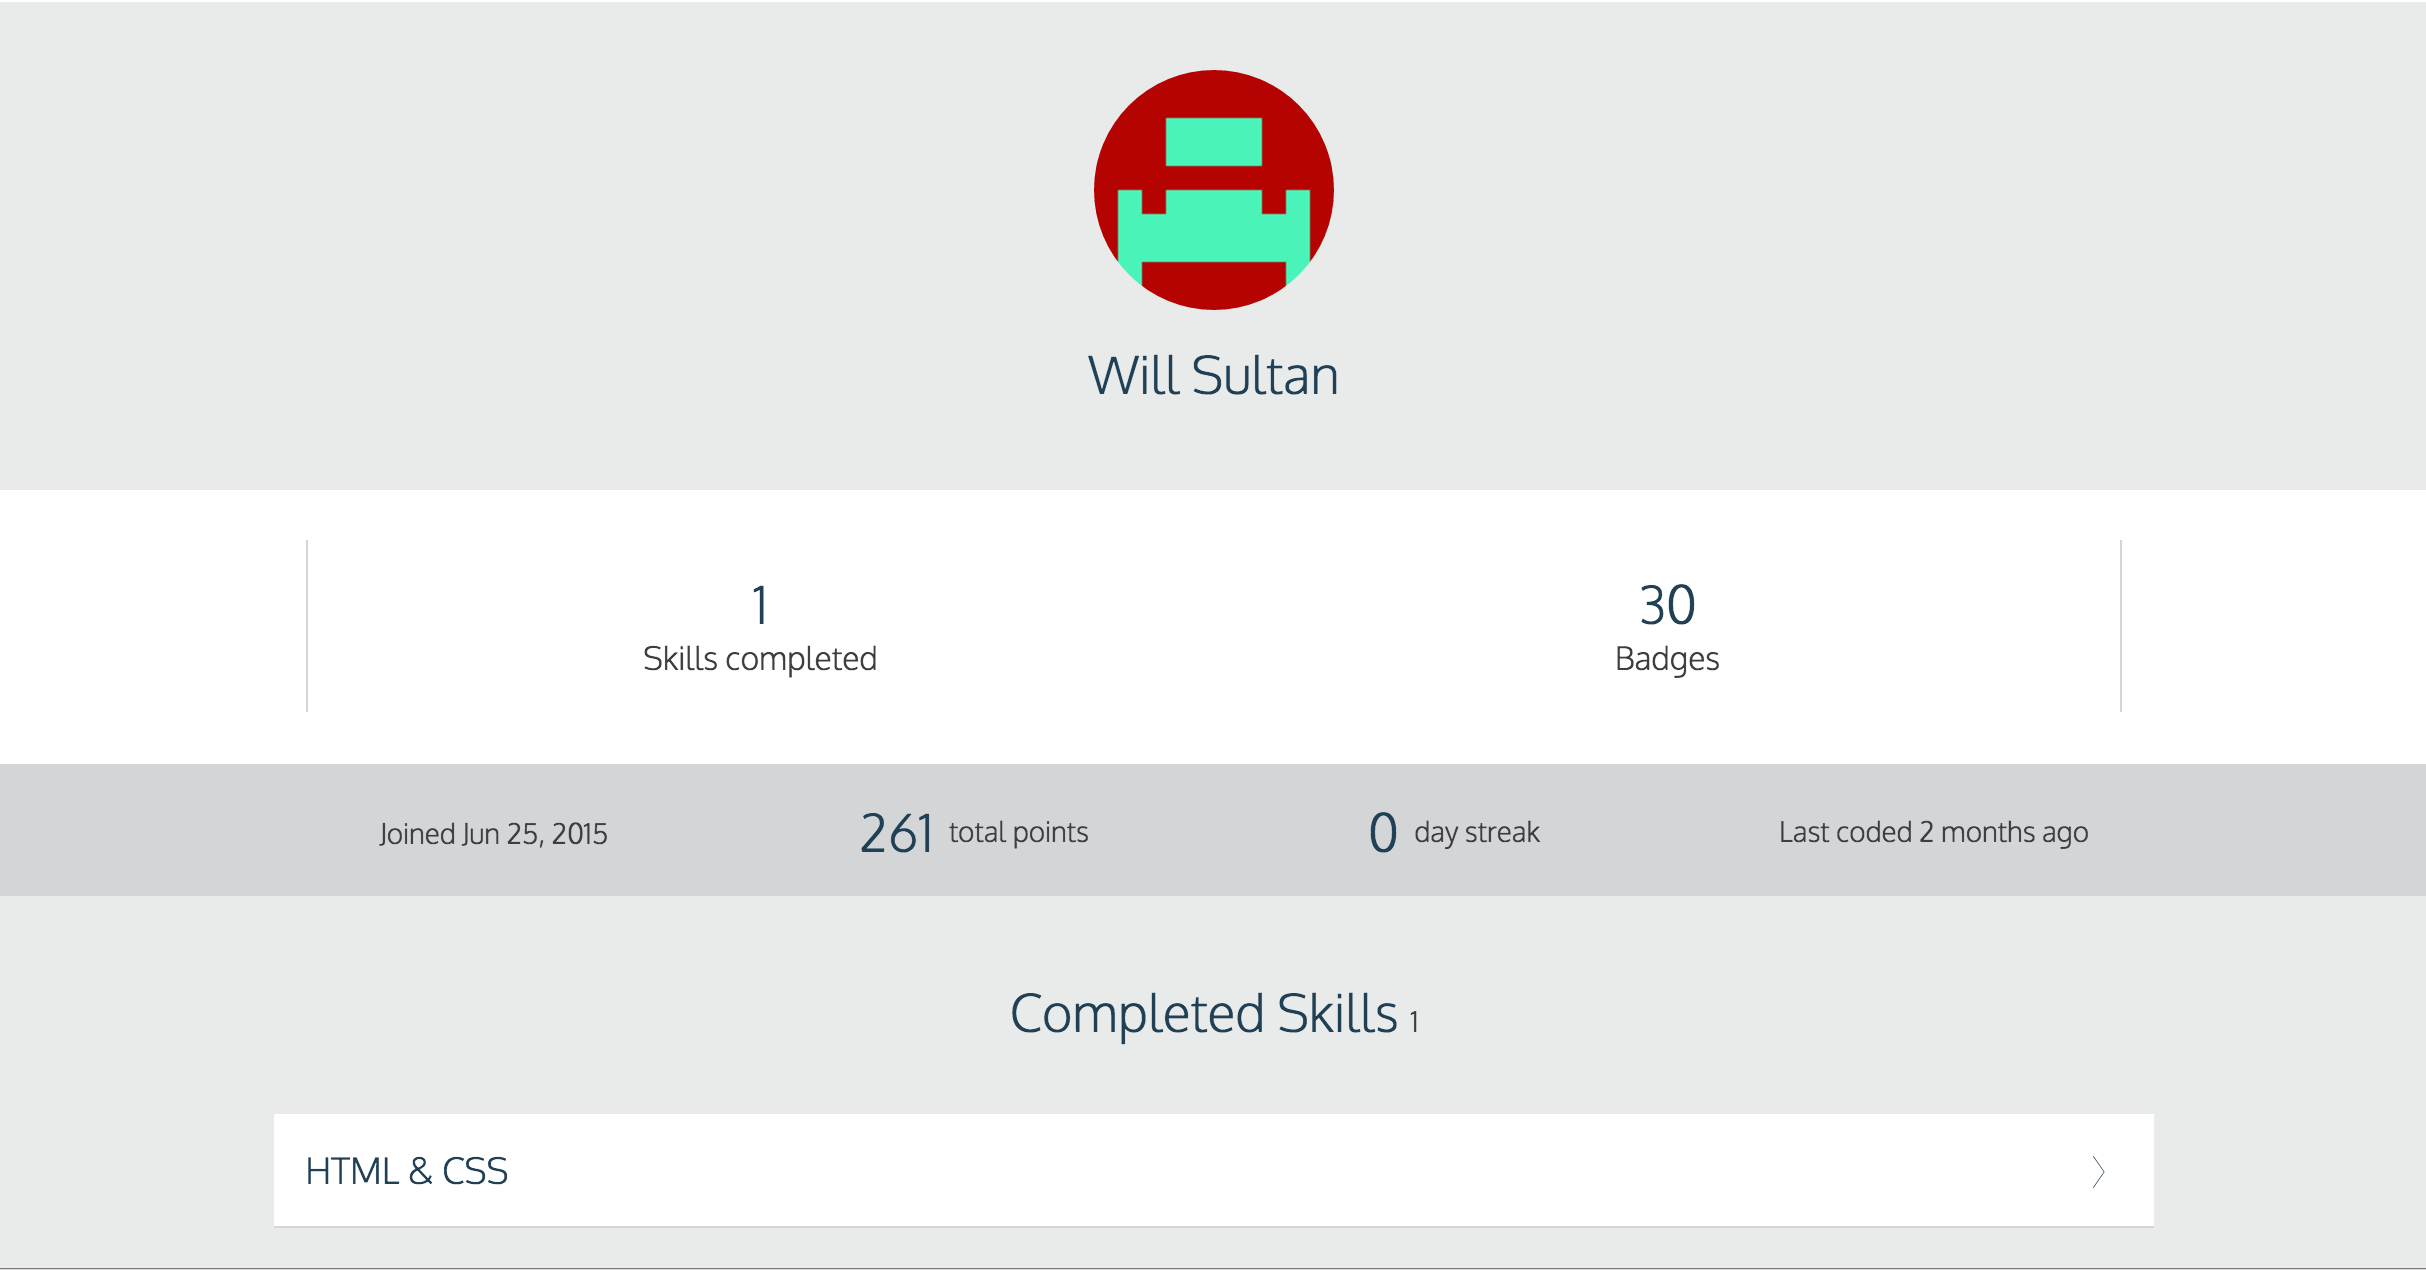 Will Sultan
1
Skills completed
30
Badges
Joined Jun 25, 2015
261 total points
0 day streak
Last coded 2 months ago
Completed Skills 1
HTML & CSS